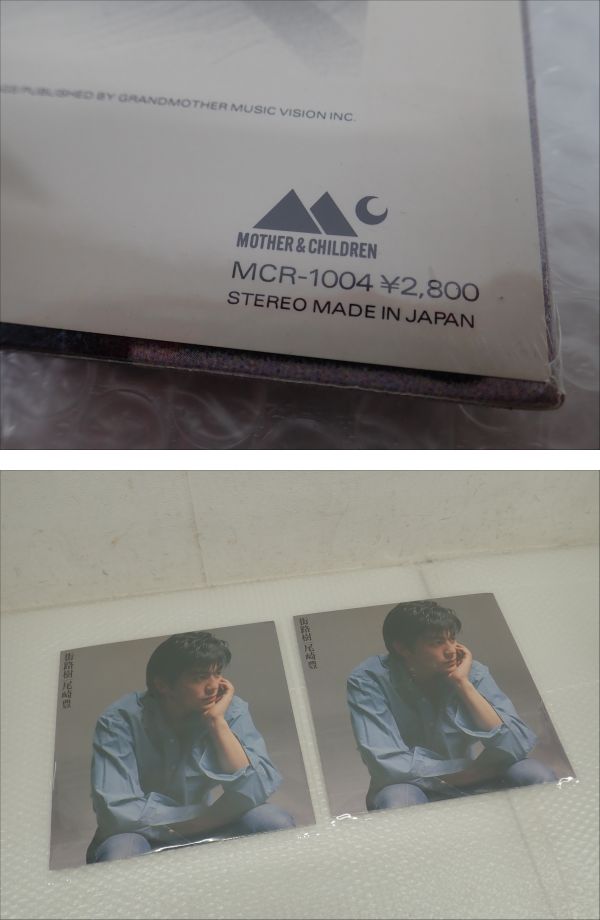 PUBLISHED BY GRANDMOTHER MUSIC VISION INC.
MOTHER & CHILDREN
MCR-1004 ¥2,800
STEREO MADE IN JAPAN
街路樹 尾崎豊
街路樹 尾崎豊